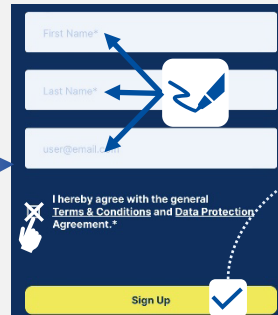 First Name*
Last Name*
user@email.com
I hereby agree with the general
Terms & Conditions and Data Protection
Agreement.*
Sign Up